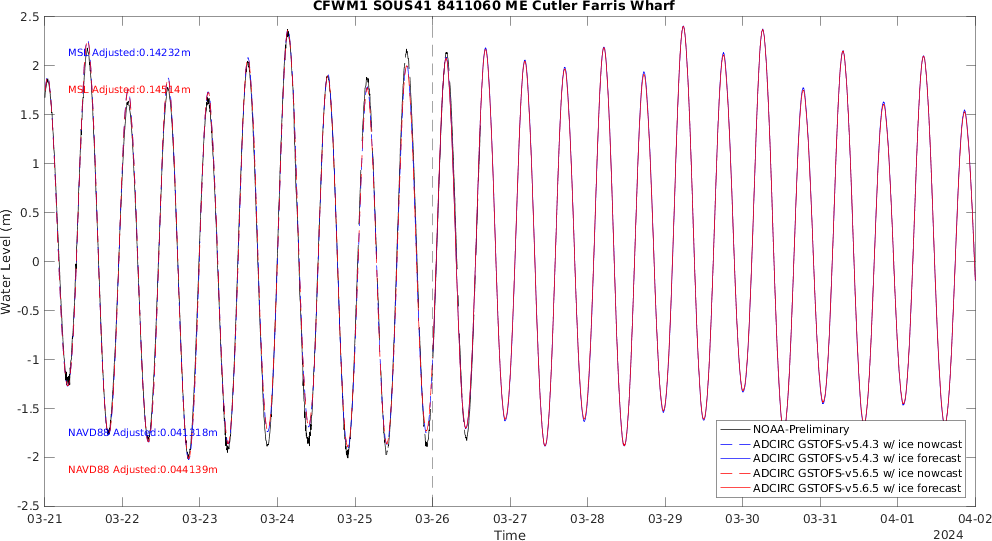 CFWM1 SOUS41 8411060 ME Cutler Farris Wharf
MSL Adjusted:0.14232m
MSL Adjusted:0.14514m
NAVD88 Adjusted:0.041318m
NAVD88 Adjusted:0.044139m
Water Level (m)
2.5
2
1.5
1
0.5
0
-0.5
-1
-1.5
-2
-2.5
NOAA-Preliminary
ADCIRC GSTOFS-v5.4.3 w/ ice nowcast
ADCIRC GSTOFS-v5.4.3 w/ ice forecast
ADCIRC GSTOFS-v5.6.5 w/ ice nowcast
ADCIRC GSTOFS-v5.6.5 w/ ice forecast
03-21 03-22 03-23 03-24 03-25 03-26 03-27 03-28 03-29 03-30 03-31 04-01 04-02
Time
2024